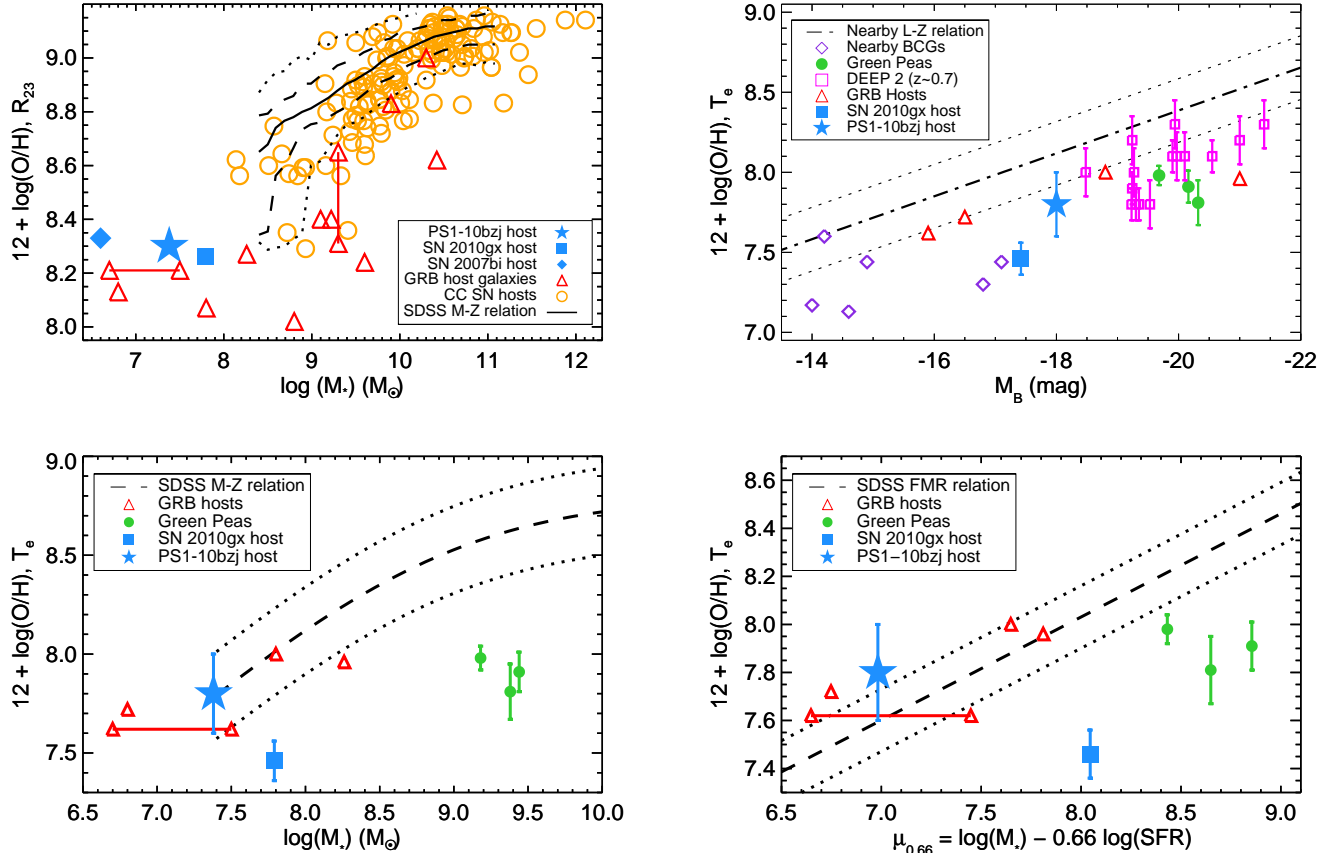 12 + log(O/H), R₂₃
9.0
8.8
8.6
8.4
8.2
8.0
PS1-10bzj host
SN 2010gx host
SN 2007bi host
GRB host galaxies
CC SN hosts
SDSS M-Z relation
7 8 9 10 11 12
log (M*) (M⊙)
12 + log(O/H), Tₑ
9.0
8.5
8.0
7.5
7.0
Nearby L-Z relation
Nearby BCGs
Green Peas
DEEP 2 (z~0.7)
GRB Hosts
SN 2010gx host
PS1-10bzj host
-14 -16 -18 -20 -22
M_B (mag)
12 + log(O/H), Tₑ
9.0
8.5
8.0
7.5
SDSS M-Z relation
GRB hosts
Green Peas
SN 2010gx host
PS1-10bzj host
6.5 7.0 7.5 8.0 8.5 9.0 9.5 10.0
log(M*) (M⊙)
12 + log(O/H), Tₑ
8.6
8.4
8.2
8.0
7.8
7.6
7.4
SDSS FMR relation
GRB hosts
Green Peas
SN 2010gx host
PS1−10bzj host
6.5 7.0 7.5 8.0 8.5 9.0
μ₀.₆₆ = log(M*) − 0.66 log(SFR)